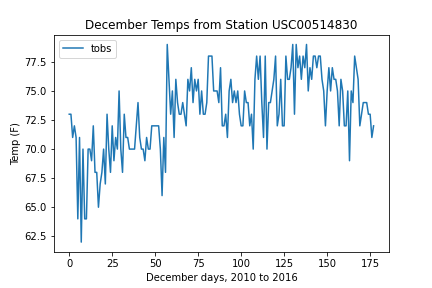 December Temps from Station USC00514830
tobs
Temp (F)
77.5
75.0
72.5
70.0
67.5
65.0
62.5
0 25 50 75 100 125 150 175
December days, 2010 to 2016